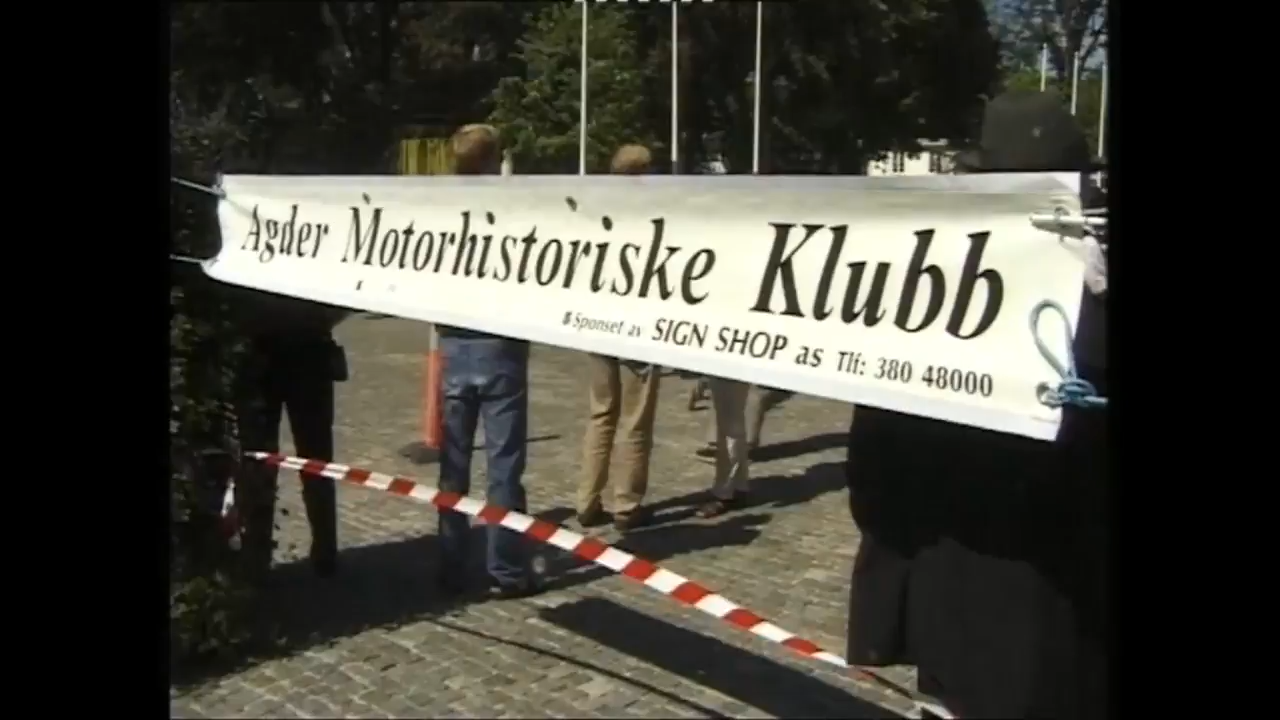 Agder Motorhistoriske Klubb
Sponset av SIGN SHOP as Tlf: 380 48000